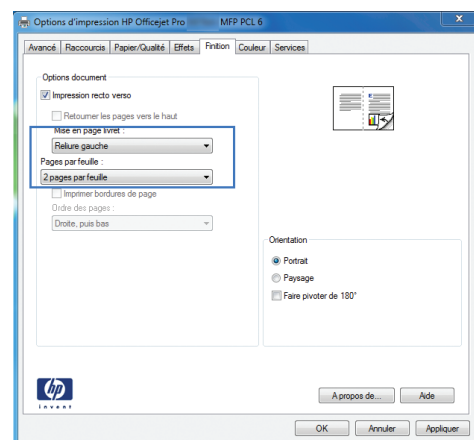 Options d'impression HP Officejet Pro MFP PCL 6
X
Avancé Raccourcis Papier/Qualité Effets Finition Couleur Services
Options document
Impression recto verso
Retourner les pages vers le haut
Mise en page livret :
Reliure gauche
Pages par feuille :
2 pages par feuille
Imprimer bordures de page
Ordre des pages :
Droite, puis bas
Orientation
Portrait
Paysage
Faire pivoter de 180°
hp
invent
A propos de... Aide
OK Annuler Appliquer